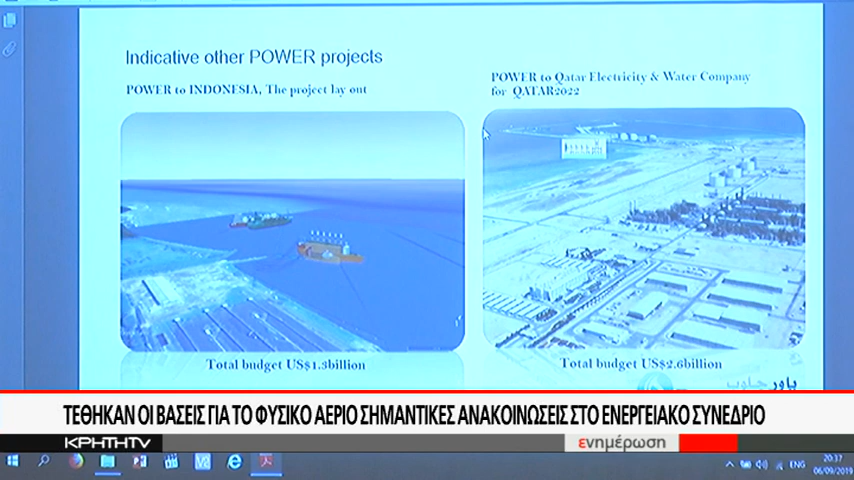 Indicative other POWER projects
POWER to INDONESIA, The project lay out
POWER to Qatar Electricity & Water Company
for QATAR2022
Total budget US$1.3billion
Total budget US$2.6billion
باور جاوب
ΤΕΘΗΚΑΝ ΟΙ ΒΑΣΕΙΣ ΓΙΑ ΤΟ ΦΥΣΙΚΟ ΑΕΡΙΟ ΣΗΜΑΝΤΙΚΕΣ ΑΝΑΚΟΙΝΩΣΕΙΣ ΣΤΟ ΕΝΕΡΓΕΙΑΚΟ ΣΥΝΕΔΡΙΟ
ΚΡΗΤΗTV
ενημέρωση
20:37
ENG
06/09/2019